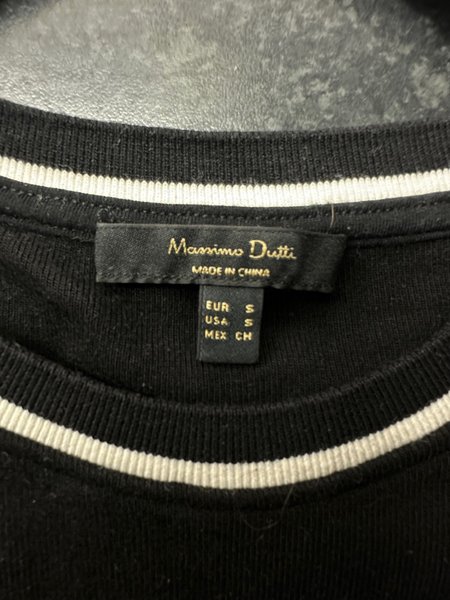 Massimo Dutti
MADE IN CHINA
EUR S
USA S
MEX CH